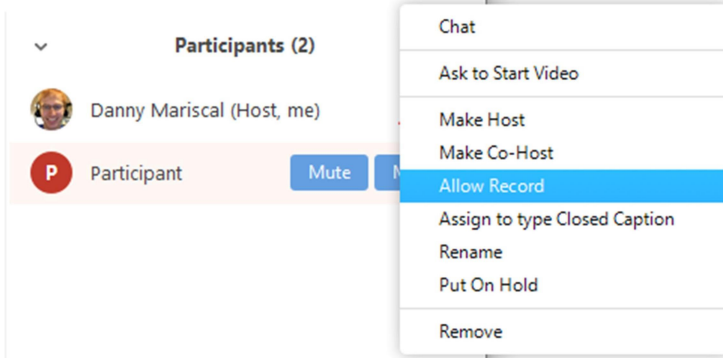 Participants (2)
Danny Mariscal (Host, me)
P
Participant
Mute
Chat
Ask to Start Video
Make Host
Make Co-Host
Allow Record
Assign to type Closed Caption
Rename
Put On Hold
Remove